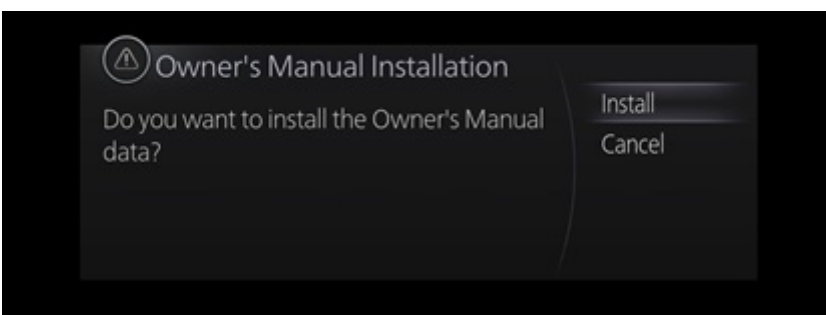 Owner's Manual Installation
Do you want to install the Owner's Manual
data?
Install
Cancel